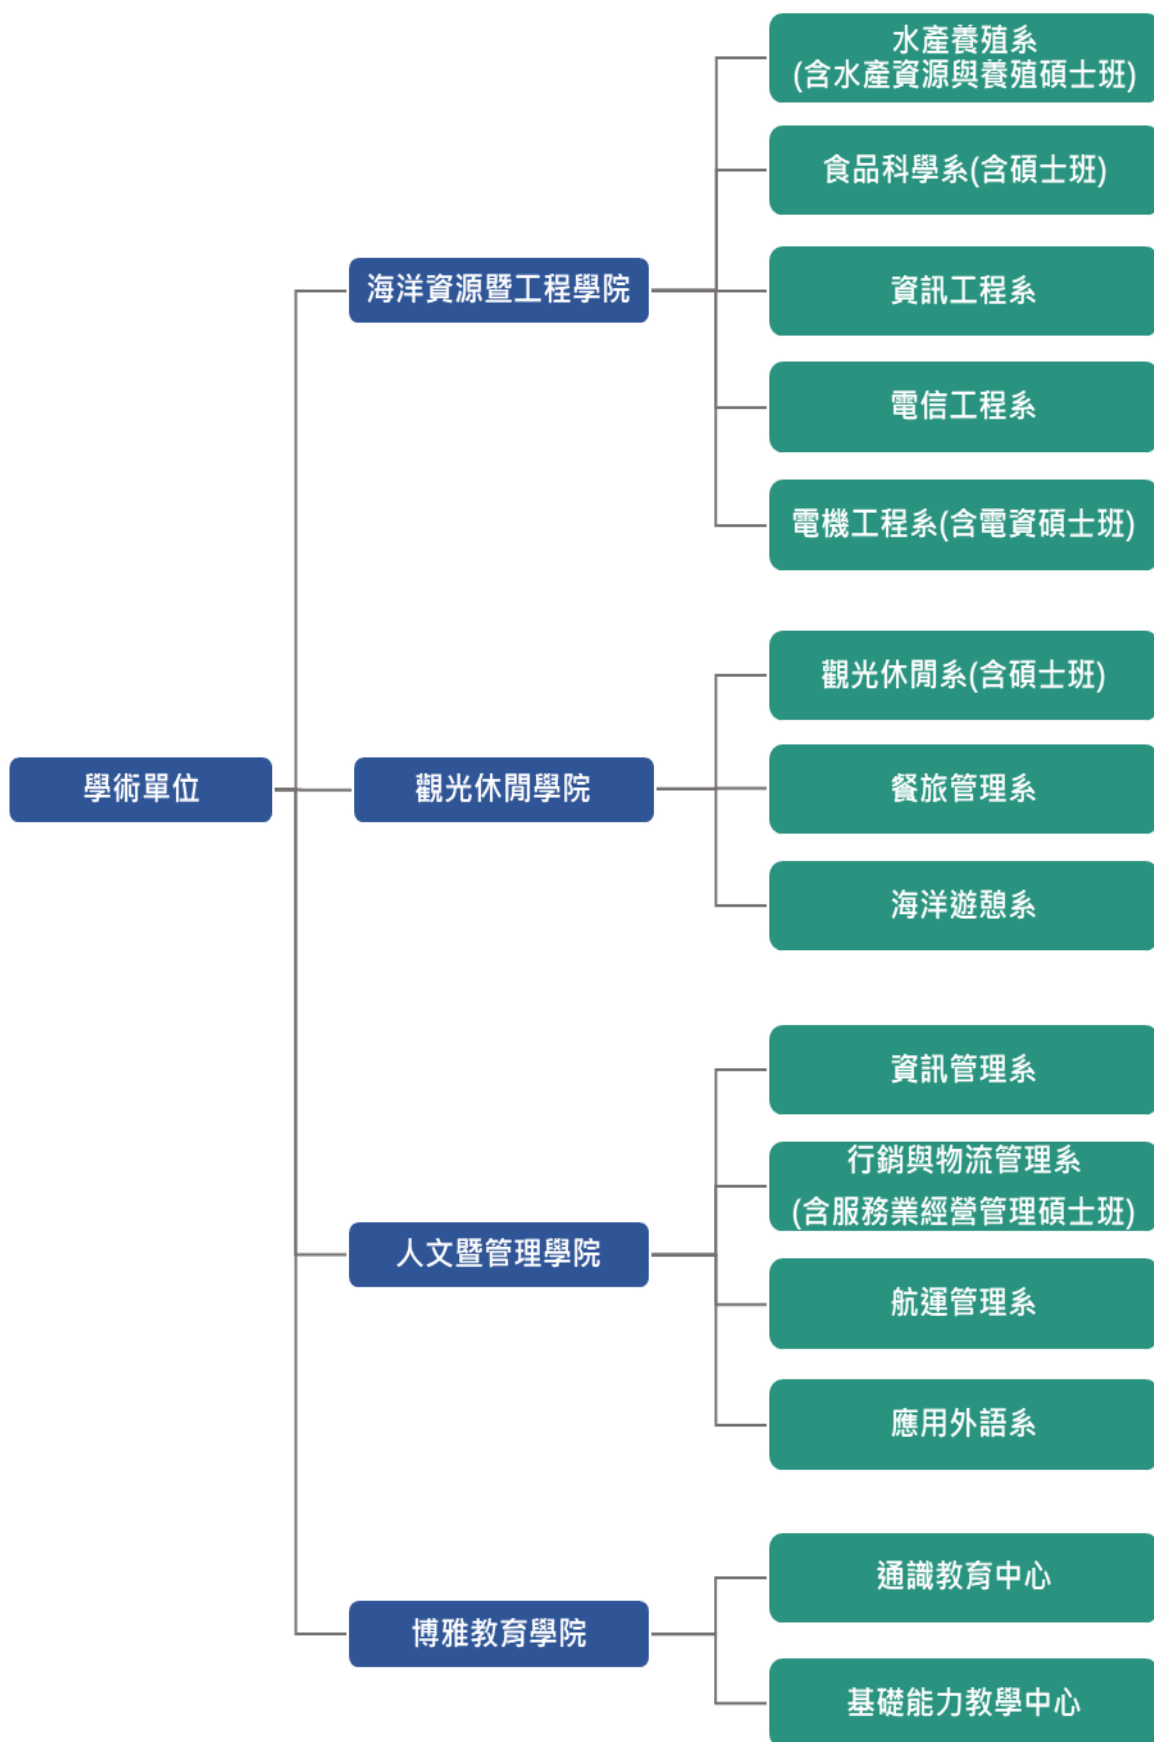 學術單位
海洋資源暨工程學院
水產養殖系
(含水產資源與養殖碩士班)
食品科學系(含碩士班)
資訊工程系
電信工程系
電機工程系(含電資碩士班)
觀光休閒學院
觀光休閒系(含碩士班)
餐旅管理系
海洋遊憩系
人文暨管理學院
資訊管理系
行銷與物流管理系
(含服務業經營管理碩士班)
航運管理系
應用外語系
博雅教育學院
通識教育中心
基礎能力教學中心